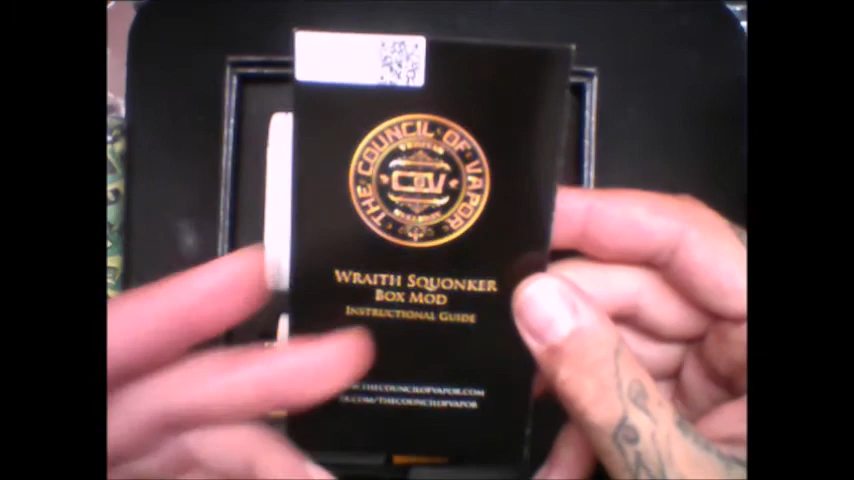 THE COUNCIL OF VAPOR
COV
WRAITH SQUONKER
BOX MOD
INSTRUCTIONAL GUIDE
.THECOUNCILOFVAPOR.COM
.COM/THECOUNCILOFVAPOR